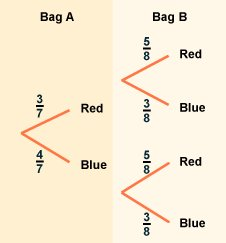 Bag A Bag B
5/8 Red
3/7 Red
3/8 Blue
4/7 Blue
5/8 Red
3/8 Blue